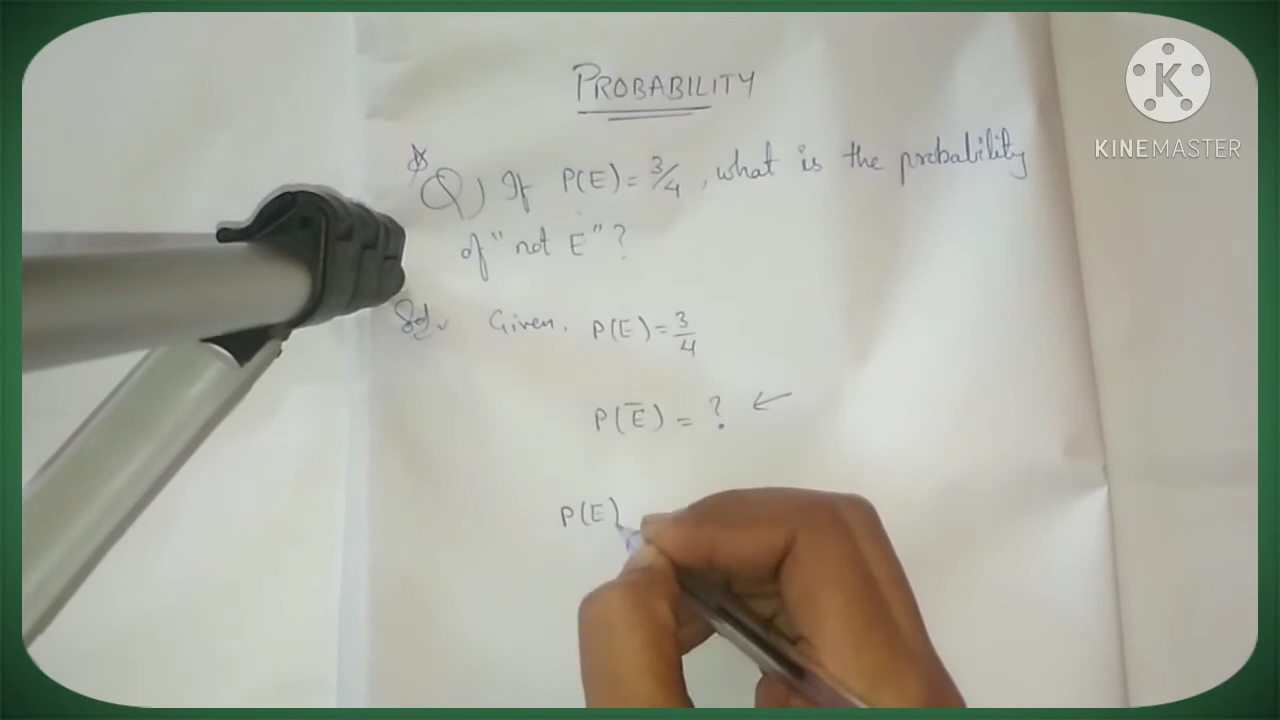 PROBABILITY
Q) If P(E) = 3/4, what is the probability
of "not E"?
Sol. Given. P(E) = 3/4
P(E̅) = ?
P(E)
K
KINEMASTER